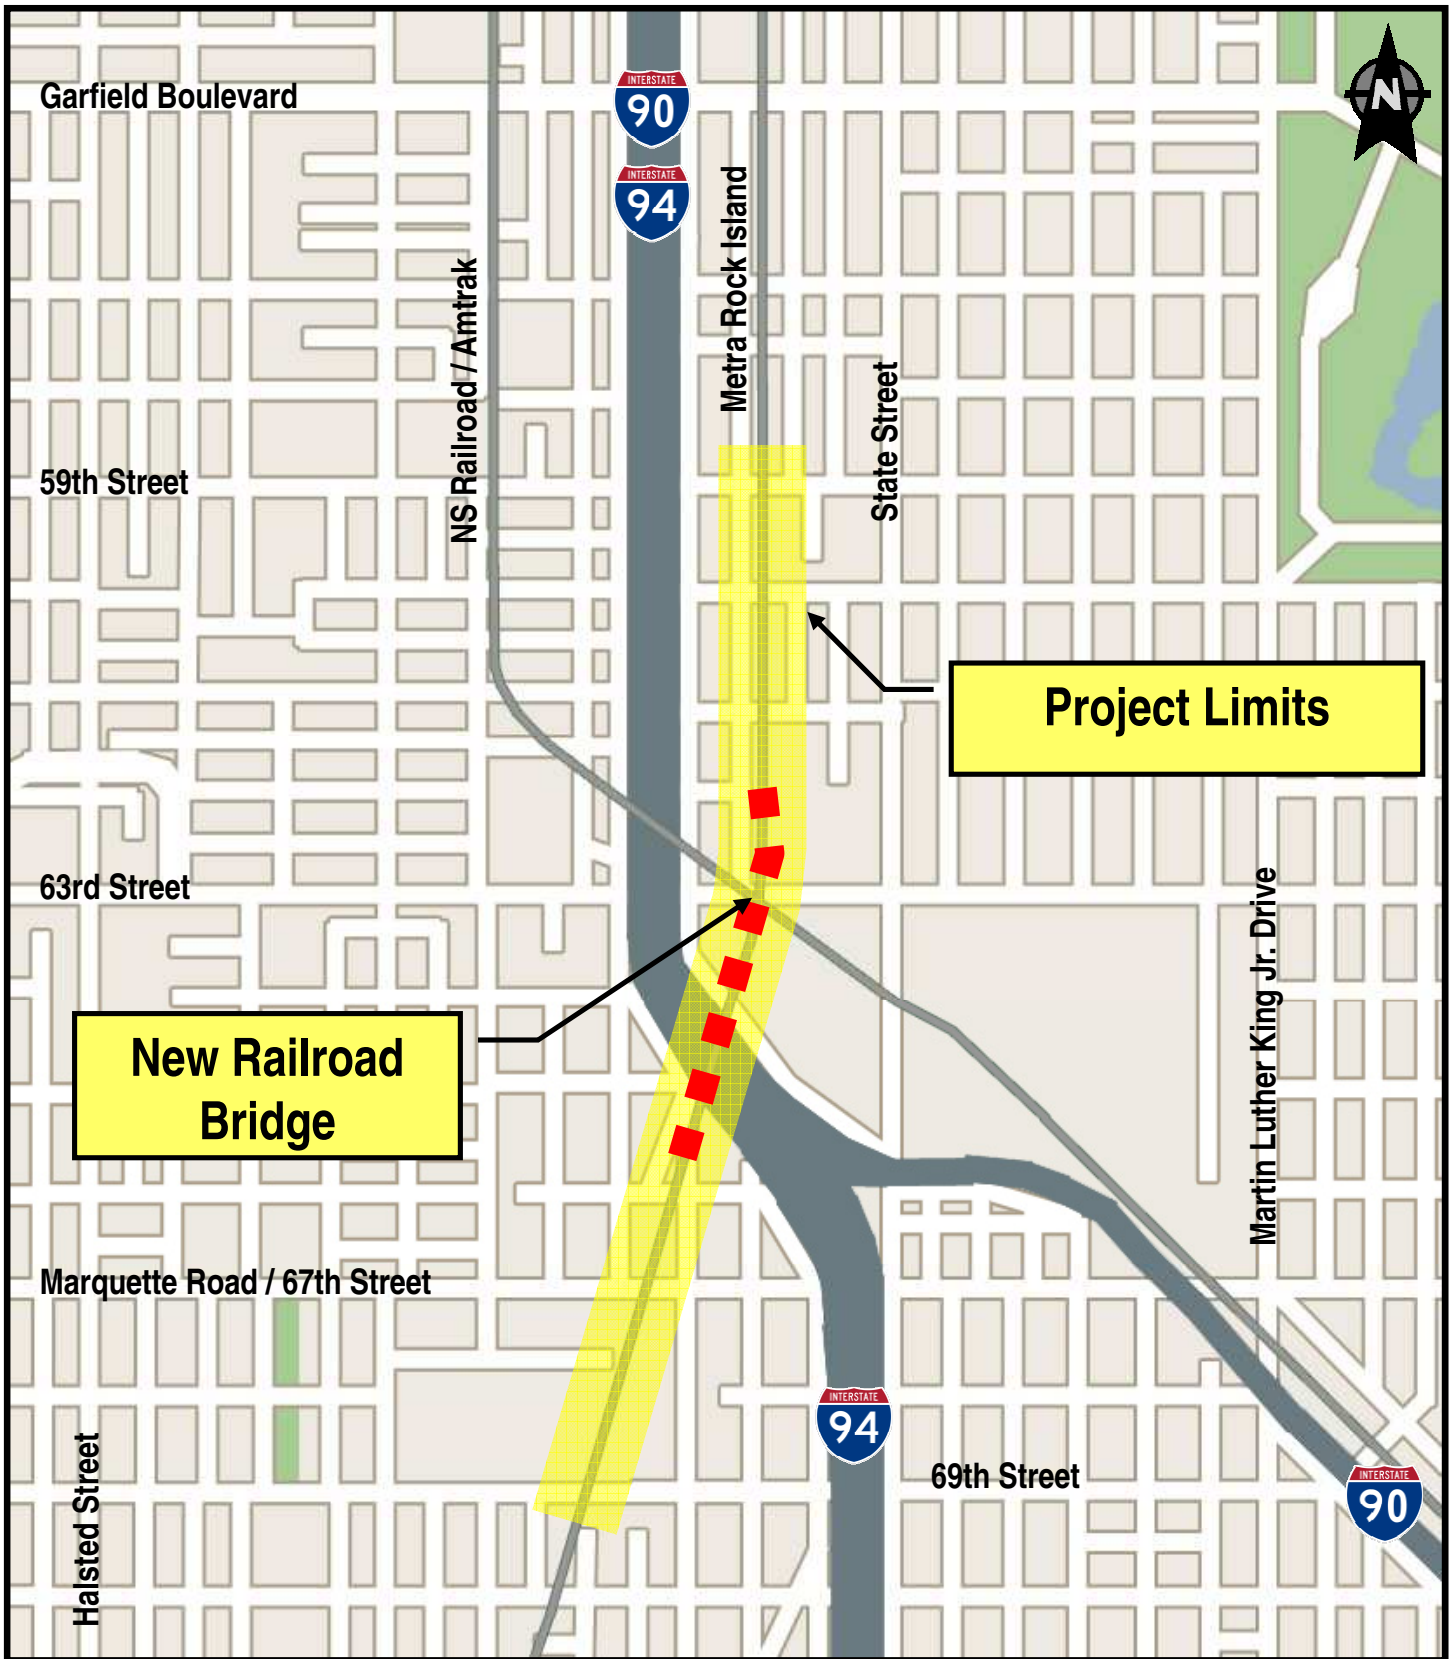 Garfield Boulevard
INTERSTATE
90
INTERSTATE
94
N
Metra Rock Island
NS Railroad / Amtrak
State Street
59th Street
Project Limits
63rd Street
Martin Luther King Jr. Drive
New Railroad
Bridge
Marquette Road / 67th Street
INTERSTATE
94
69th Street
INTERSTATE
90
Halsted Street